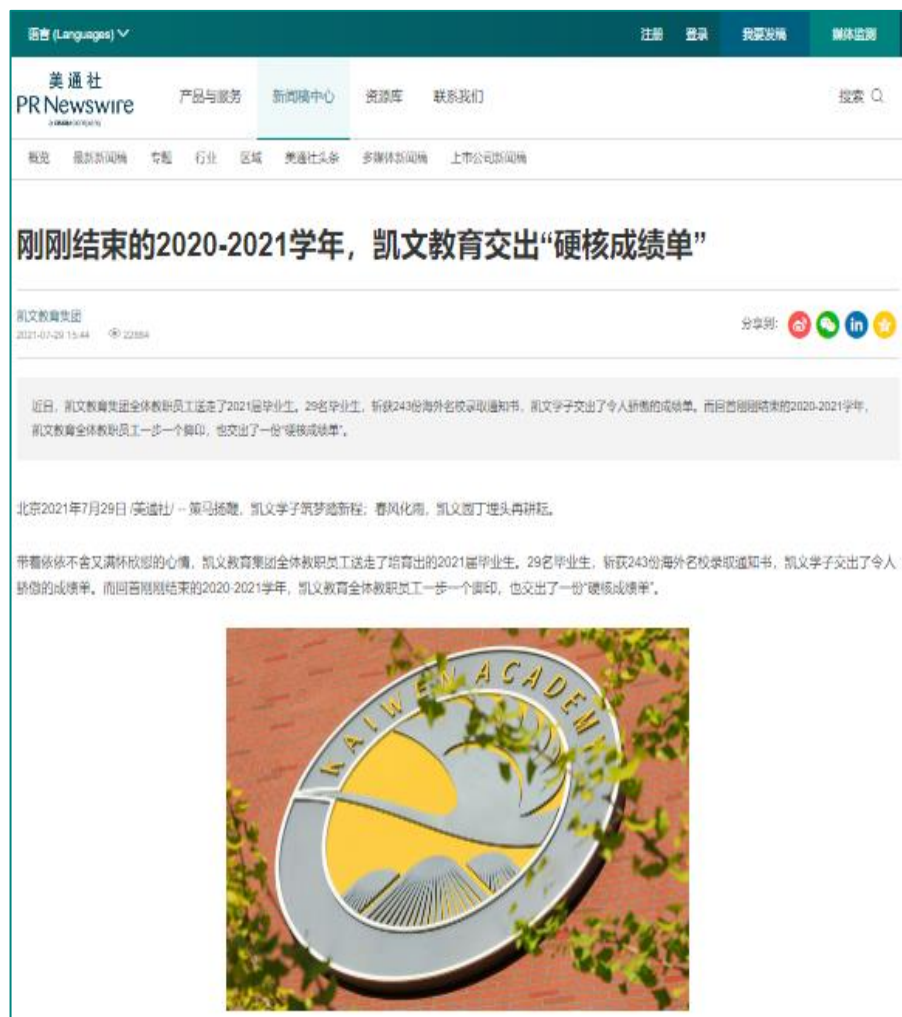 语言 (Languages)
注册 登录 我要发稿 媒体监测
美通社
PR Newswire
产品与服务 新闻稿中心 资源库 联系我们
搜索
概览 最新新闻稿 专题 行业 区域 美通社头条 多媒体新闻稿 上市公司新闻稿
刚刚结束的2020-2021学年，凯文教育交出“硬核成绩单”
凯文教育集团
2021-07-29 15:44 22884
分享到:
近日，凯文教育集团全体教职员工送走了2021届毕业生。29名毕业生，斩获243份海外名校录取通知书，凯文学子交出了令人骄傲的成绩单。而回首刚刚结束的2020-2021学年，
凯文教育全体教职员工一步一个脚印，也交出了一份“硬核成绩单”。
北京2021年7月29日 /美通社/ -- 策马扬鞭，凯文学子筑梦踏新程；春风化雨，凯文园丁埋头再耕耘。
带着依依不舍又满怀欣慰的心情，凯文教育集团全体教职员工送走了培育出的2021届毕业生。29名毕业生，斩获243份海外名校录取通知书，凯文学子交出了令人
骄傲的成绩单。而回首刚刚结束的2020-2021学年，凯文教育全体教职员工一步一个脚印，也交出了一份“硬核成绩单”。
KAIWEN ACADEMY